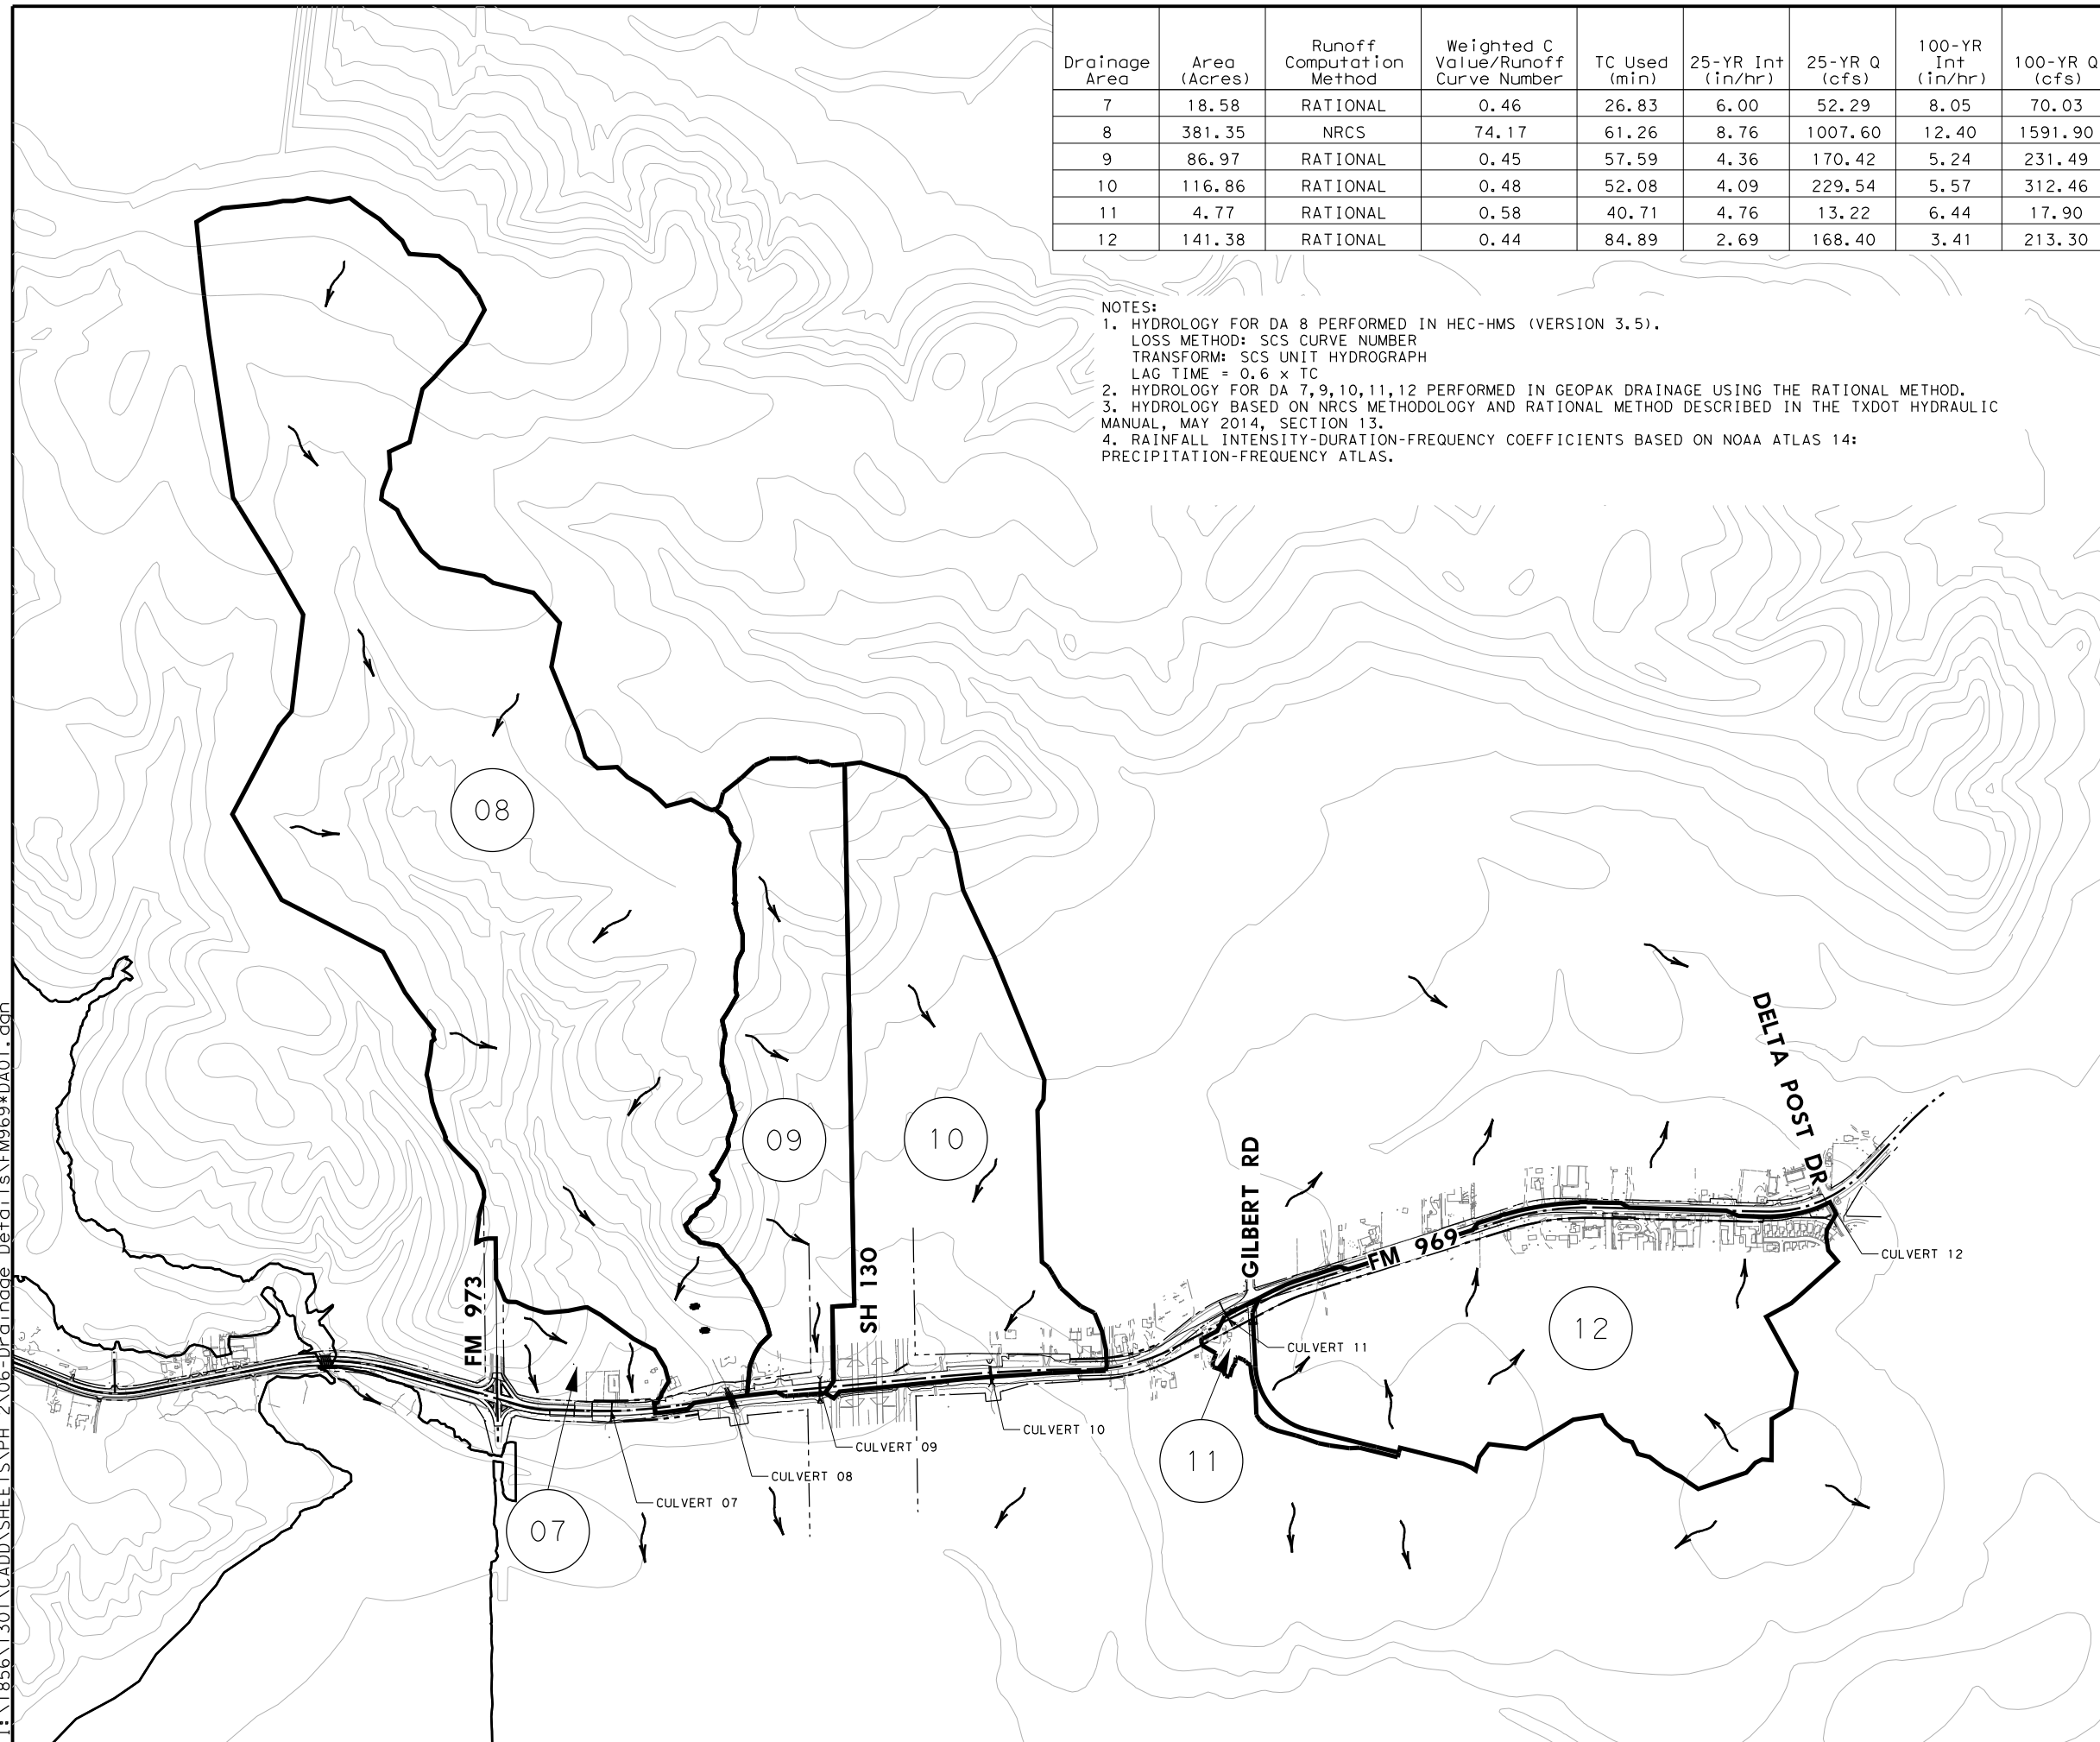 Drainage Area | Area (Acres) | Runoff Computation Method | Weighted C Value/Runoff Curve Number | TC Used (min) | 25-YR Int (in/hr) | 25-YR Q (cfs) | 100-YR Int (in/hr) | 100-YR Q (cfs)
7 | 18.58 | RATIONAL | 0.46 | 26.83 | 6.00 | 52.29 | 8.05 | 70.03
8 | 381.35 | NRCS | 74.17 | 61.26 | 8.76 | 1007.60 | 12.40 | 1591.90
9 | 86.97 | RATIONAL | 0.45 | 57.59 | 4.36 | 170.42 | 5.24 | 231.49
10 | 116.86 | RATIONAL | 0.48 | 52.08 | 4.09 | 229.54 | 5.57 | 312.46
11 | 4.77 | RATIONAL | 0.58 | 40.71 | 4.76 | 13.22 | 6.44 | 17.90
12 | 141.38 | RATIONAL | 0.44 | 84.89 | 2.69 | 168.40 | 3.41 | 213.30
NOTES:
1. HYDROLOGY FOR DA 8 PERFORMED IN HEC-HMS (VERSION 3.5).
LOSS METHOD: SCS CURVE NUMBER
TRANSFORM: SCS UNIT HYDROGRAPH
LAG TIME = 0.6 x TC
2. HYDROLOGY FOR DA 7,9,10,11,12 PERFORMED IN GEOPAK DRAINAGE USING THE RATIONAL METHOD.
3. HYDROLOGY BASED ON NRCS METHODOLOGY AND RATIONAL METHOD DESCRIBED IN THE TXDOT HYDRAULIC
MANUAL, MAY 2014, SECTION 13.
4. RAINFALL INTENSITY-DURATION-FREQUENCY COEFFICIENTS BASED ON NOAA ATLAS 14:
PRECIPITATION-FREQUENCY ATLAS.
08
09
10
DELTA POST DR
GILBERT RD
FM 969
SH 130
FM 973
CULVERT 12
12
CULVERT 11
CULVERT 10
CULVERT 09
11
CULVERT 08
CULVERT 07
07